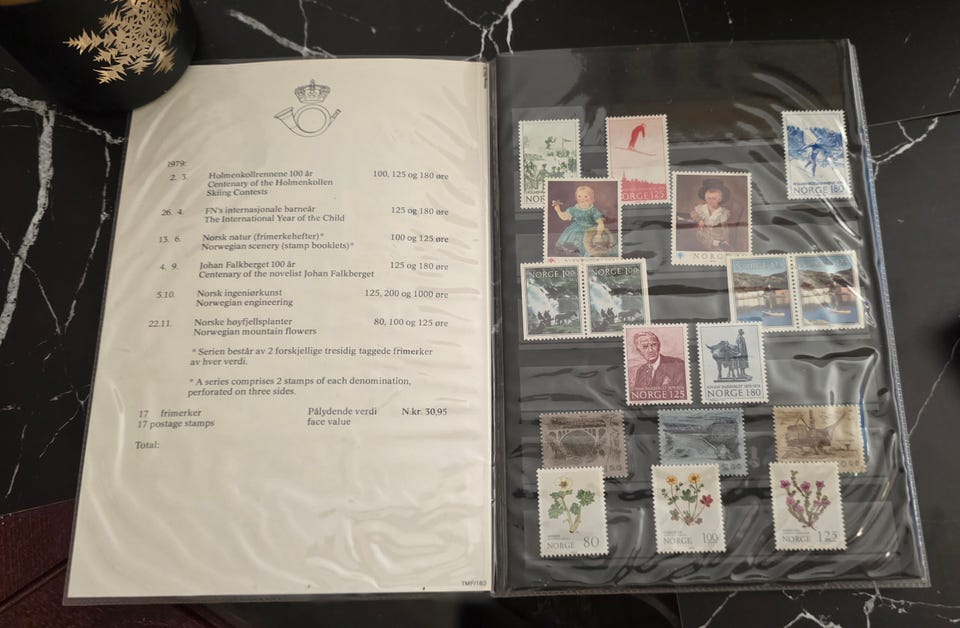 1979:
2. 3. Holmenkollrennene 100 år 100, 125 og 180 øre
Centenary of the Holmenkollen
Skiing Contests
26. 4. FN's internasjonale barneår 125 og 180 øre
The International Year of the Child
13. 6. Norsk natur (frimerkehefter)* 100 og 125 øre
Norwegian scenery (stamp booklets)*
4. 9. Johan Falkberget 100 år 125 og 180 øre
Centenary of the novelist Johan Falkberget
5.10. Norsk ingeniørkunst 125, 200 og 1000 øre
Norwegian engineering
22.11. Norske høyfjellsplanter 80, 100 og 125 øre
Norwegian mountain flowers
* Serien består av 2 forskjellige tresidig taggede frimerker
av hver verdi.
* A series comprises 2 stamps of each denomination,
perforated on three sides.
17 frimerker Pålydende verdi N.kr. 30,95
17 postage stamps face value
Total:
TMF/183
NORGE 125
NORGE 180
NORGE 1.00
NORGE 1.00
NORGE 125
NORGE 180
NORGE 80
NORGE 100
NORGE 125